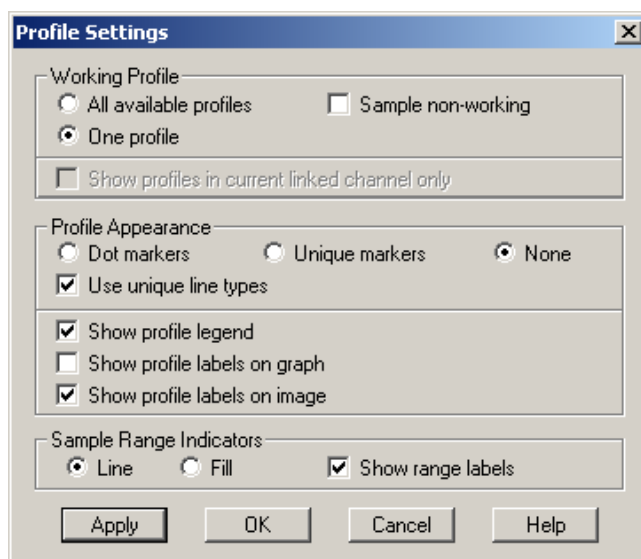 Profile Settings
Working Profile
All available profiles Sample non-working
One profile
Show profiles in current linked channel only
Profile Appearance
Dot markers Unique markers None
Use unique line types
Show profile legend
Show profile labels on graph
Show profile labels on image
Sample Range Indicators
Line Fill Show range labels
Apply OK Cancel Help